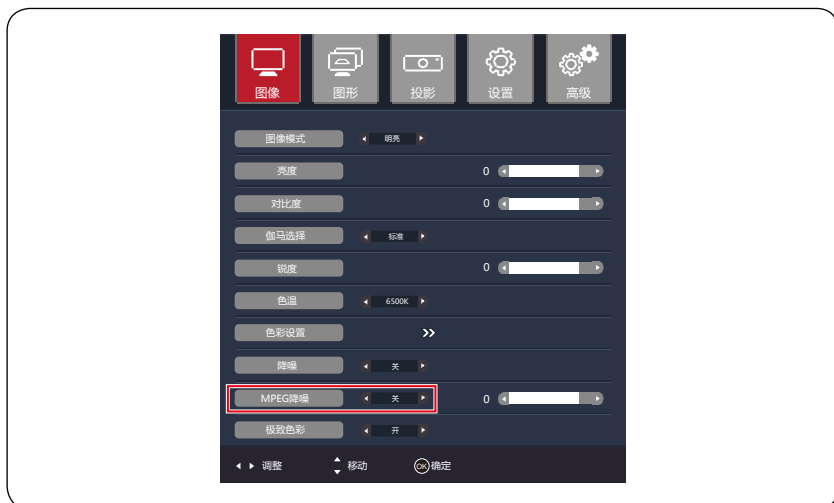 图像 图形 投影 设置 高级
图像模式 明亮
亮度 0
对比度 0
伽马选择 标准
锐度 0
色温 6500K
色彩设置
降噪 关
MPEG降噪 关 0
极致色彩 开
调整 移动 OK 确定